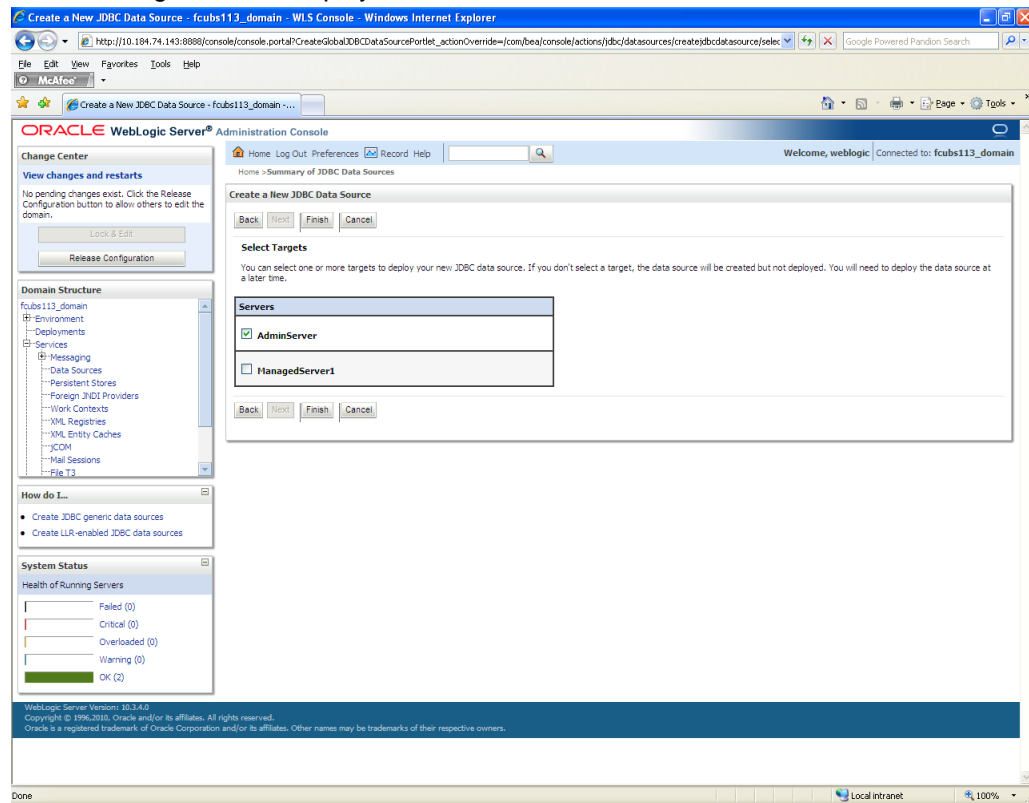 Create a New JDBC Data Source - fcubs113_domain - WLS Console - Windows Internet Explorer
http://10.184.74.143:8888/console/console.portal?CreateGlobalJDBCDataSourcePortlet_actionOverride=/com/bea/console/actions/jdbc/datasources/createjdbcdatasource/selec
Google Powered Pandion Search
File Edit View Favorites Tools Help
McAfee
Create a New JDBC Data Source - fcubs113_domain -...
Page Tools
ORACLE WebLogic Server® Administration Console
Change Center
View changes and restarts
No pending changes exist. Click the Release
Configuration button to allow others to edit the
domain.
Lock & Edit
Release Configuration
Domain Structure
fcubs113_domain
Environment
Deployments
Services
Messaging
Data Sources
Persistent Stores
Foreign JNDI Providers
Work Contexts
XML Registries
XML Entity Caches
jCOM
Mail Sessions
File T3
How do I...
Create JDBC generic data sources
Create LLR-enabled JDBC data sources
System Status
Health of Running Servers
Failed (0)
Critical (0)
Overloaded (0)
Warning (0)
OK (2)
Home Log Out Preferences Record Help
Welcome, weblogic Connected to: fcubs113_domain
Home >Summary of JDBC Data Sources
Create a New JDBC Data Source
Back Next Finish Cancel
Select Targets
You can select one or more targets to deploy your new JDBC data source. If you don't select a target, the data source will be created but not deployed. You will need to deploy the data source at
a later time.
Servers
AdminServer
ManagedServer1
Back Next Finish Cancel
WebLogic Server Version: 10.3.4.0
Copyright © 1996,2010, Oracle and/or its affiliates. All rights reserved.
Oracle is a registered trademark of Oracle Corporation and/or its affiliates. Other names may be trademarks of their respective owners.
Done
Local intranet
100%